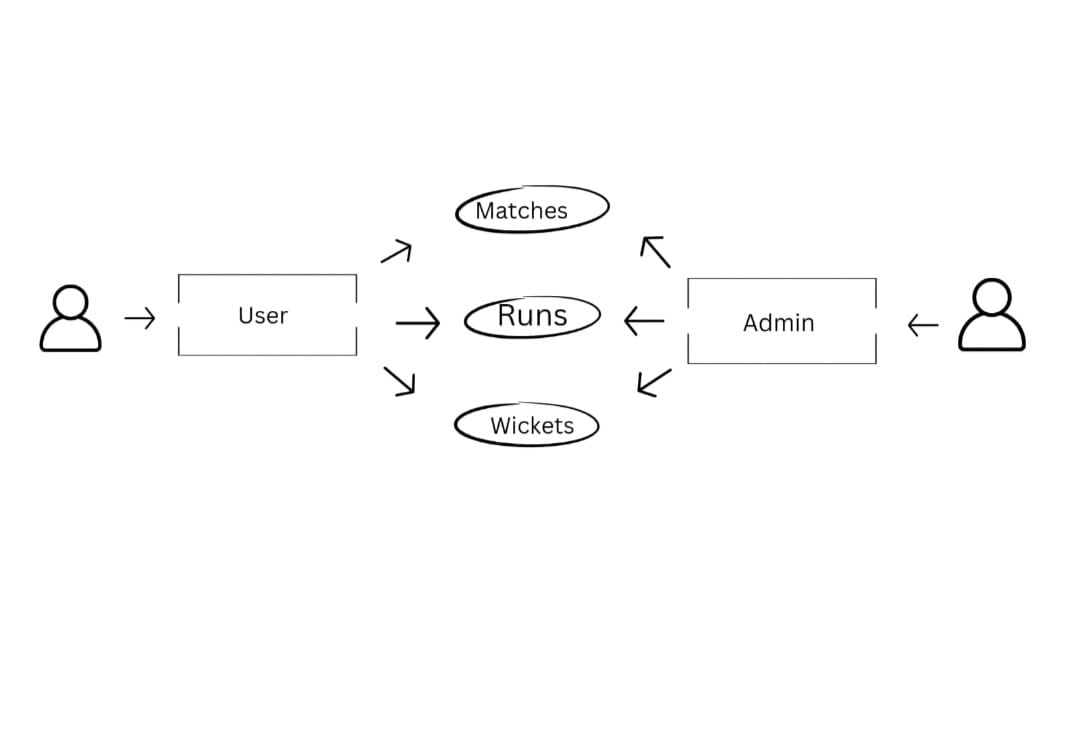 Matches
User
Runs
Admin
Wickets